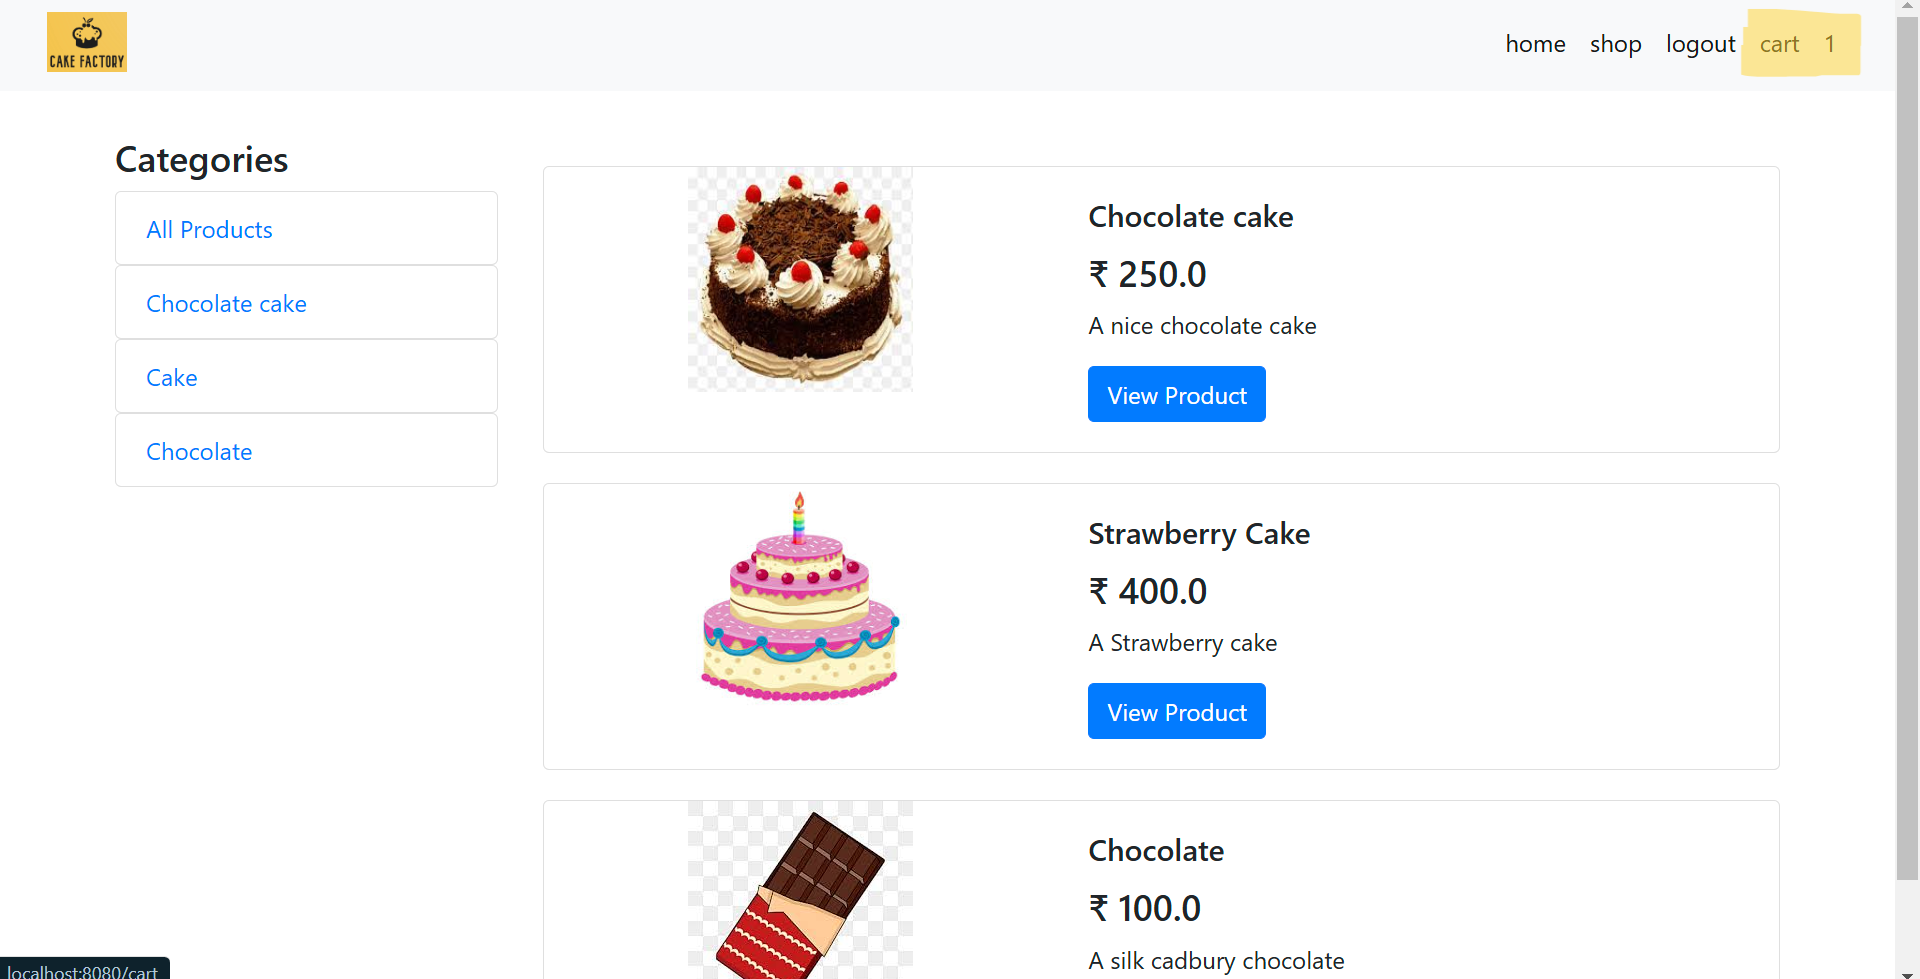 CAKE FACTORY
home shop logout cart 1
Categories
All Products
Chocolate cake
Cake
Chocolate
Chocolate cake
₹ 250.0
A nice chocolate cake
View Product
Strawberry Cake
₹ 400.0
A Strawberry cake
View Product
Chocolate
₹ 100.0
A silk cadbury chocolate
localhost:8080/cart